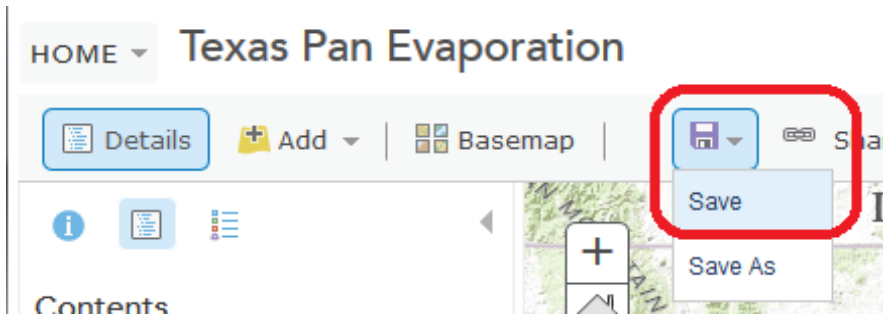 HOME Texas Pan Evaporation
Details Add Basemap
Save
Save As
Contents